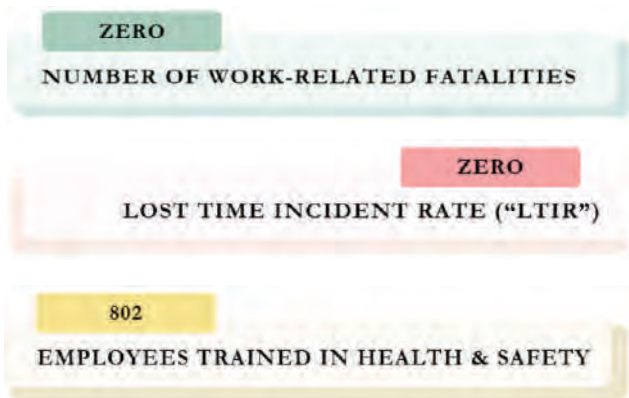 ZERO
NUMBER OF WORK-RELATED FATALITIES
ZERO
LOST TIME INCIDENT RATE (“LTIR”)
802
EMPLOYEES TRAINED IN HEALTH & SAFETY